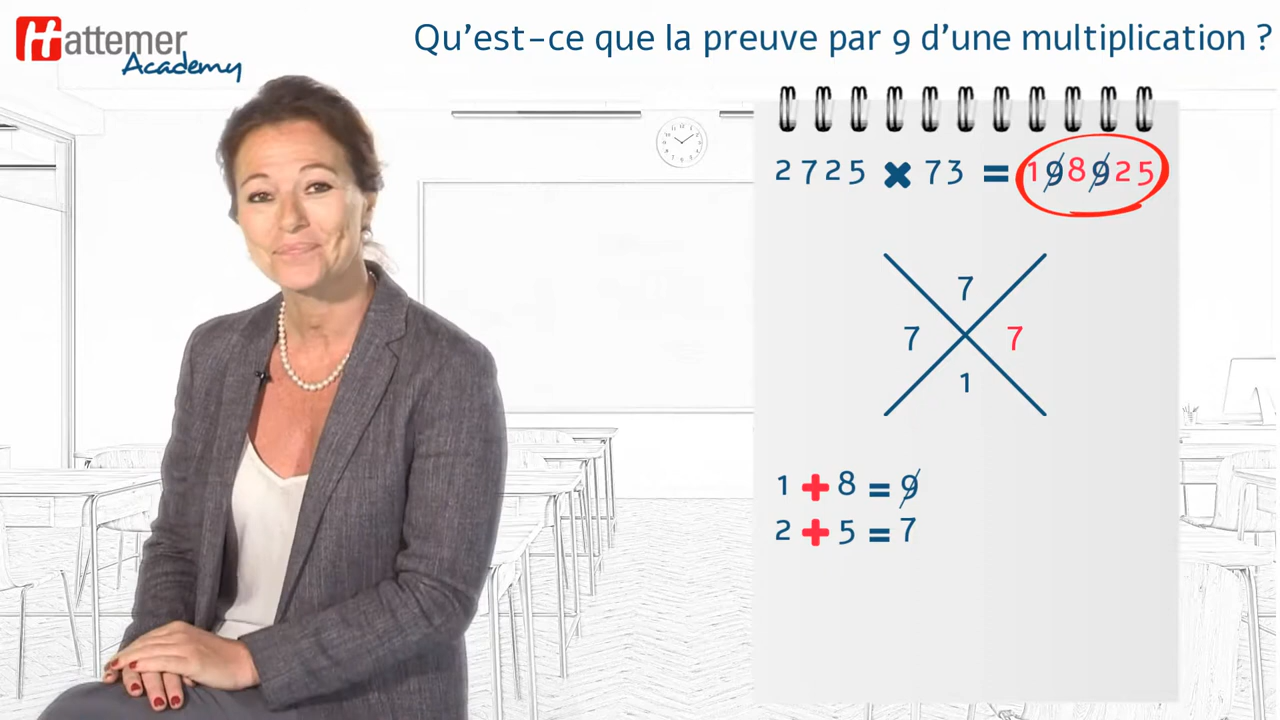 Hattemer
Academy
Qu'est-ce que la preuve par 9 d'une multiplication ?
2725 × 73 = 198925
7
7 7
1
1 + 8 = 9
2 + 5 = 7